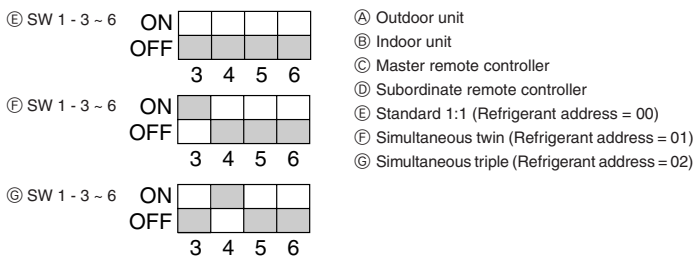 Ⓔ SW 1 - 3 ~ 6
ON
OFF
3 4 5 6
Ⓕ SW 1 - 3 ~ 6
ON
OFF
3 4 5 6
Ⓖ SW 1 - 3 ~ 6
ON
OFF
3 4 5 6
Ⓐ Outdoor unit
Ⓑ Indoor unit
Ⓒ Master remote controller
Ⓓ Subordinate remote controller
Ⓔ Standard 1:1 (Refrigerant address = 00)
Ⓕ Simultaneous twin (Refrigerant address = 01)
Ⓖ Simultaneous triple (Refrigerant address = 02)